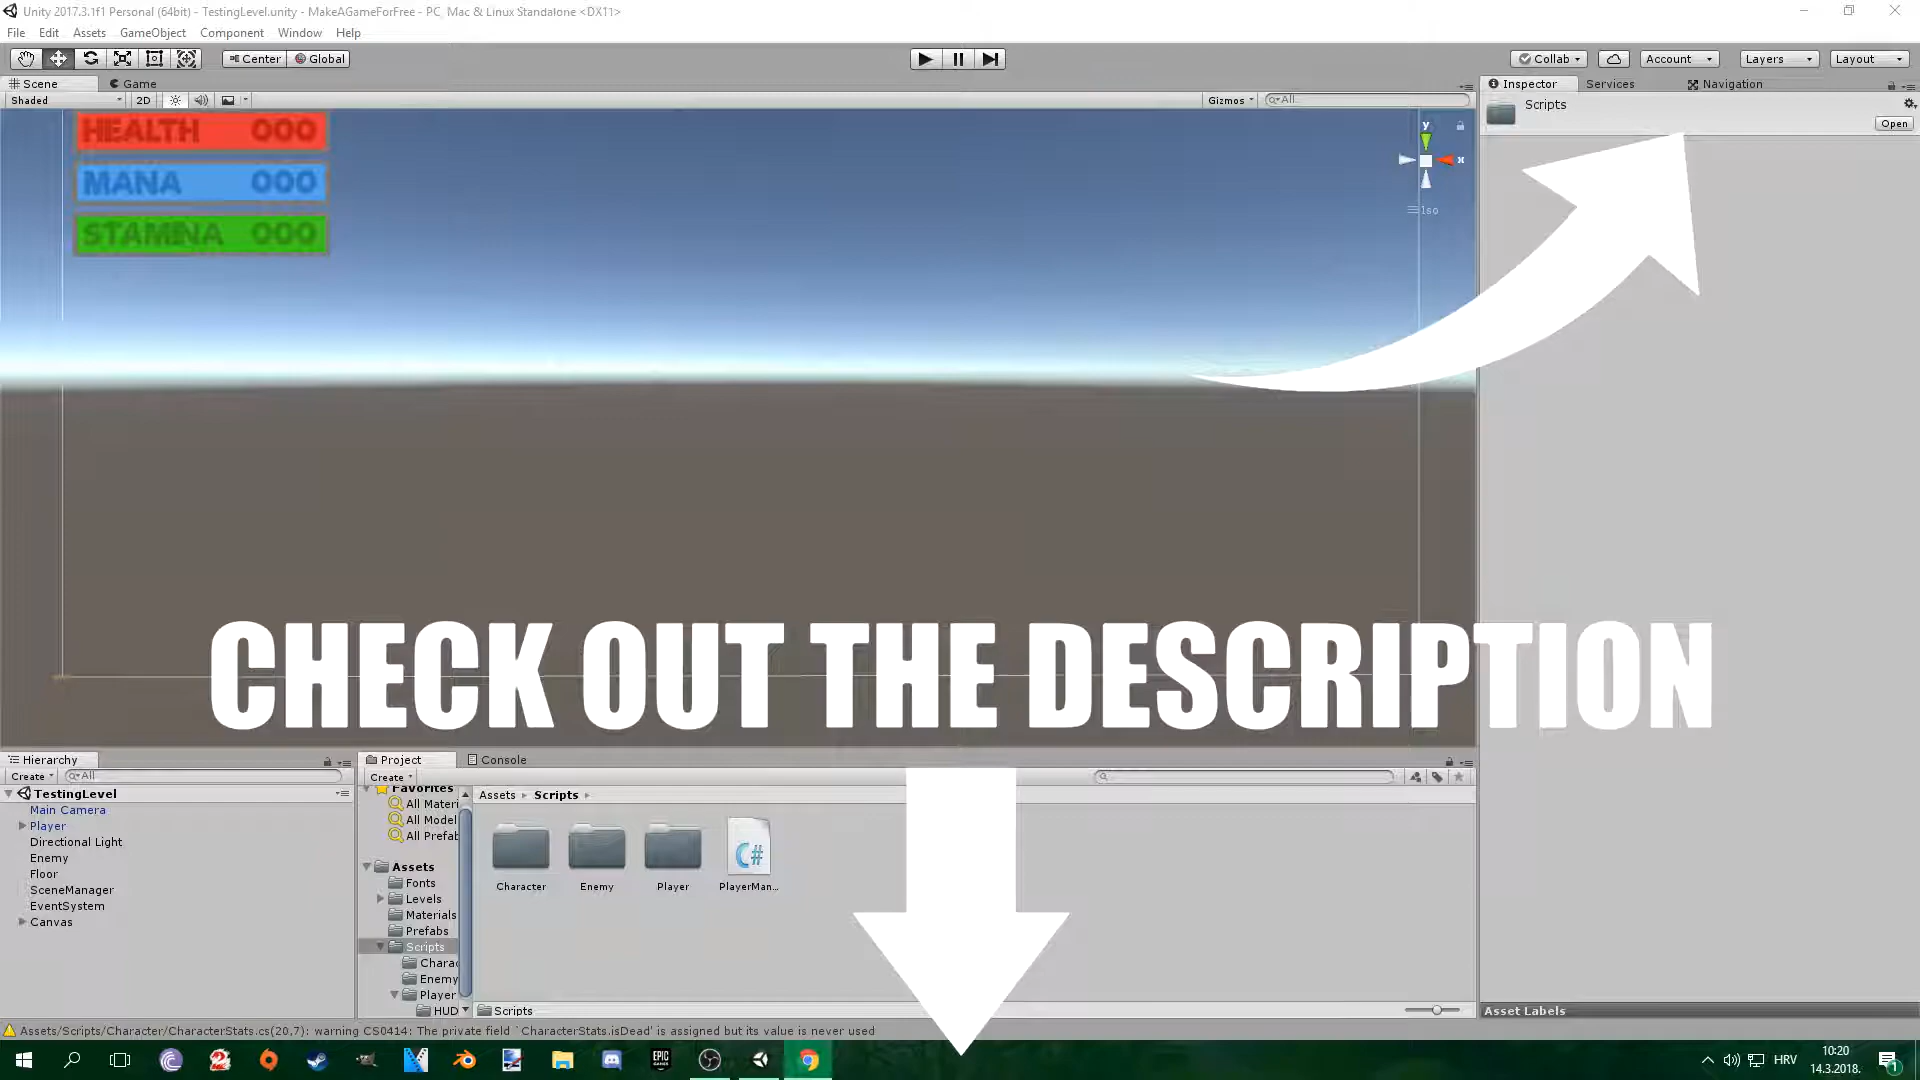 Unity 2017.3.1f1 Personal (64bit) - TestingLevel.unity - MakeAGameForFree - PC, Mac & Linux Standalone <DX11>
File Edit Assets GameObject Component Window Help
Center Global Collab Account Layers Layout
Scene Game Inspector Services Navigation
Shaded 2D Gizmos All
Scripts
Open
HEALTH 000
MANA 000
STAMINA 000
y
x
Iso
CHECK OUT THE DESCRIPTION
Hierarchy Project Console
Create All Create
TestingLevel
Main Camera
Player
Directional Light
Enemy
Floor
SceneManager
EventSystem
Canvas
Favorites
All Materi
All Model
All Prefab
Assets
Fonts
Levels
Materials
Prefabs
Scripts
Charac
Enemy
Player
HUD
Assets Scripts
Character Enemy Player PlayerMan...
C#
Scripts
Asset Labels
Assets/Scripts/Character/CharacterStats.cs(20,7): warning CS0414: The private field `CharacterStats.isDead' is assigned but its value is never used
EPIC GAMES
HRV
10:20
14.3.2018.
1